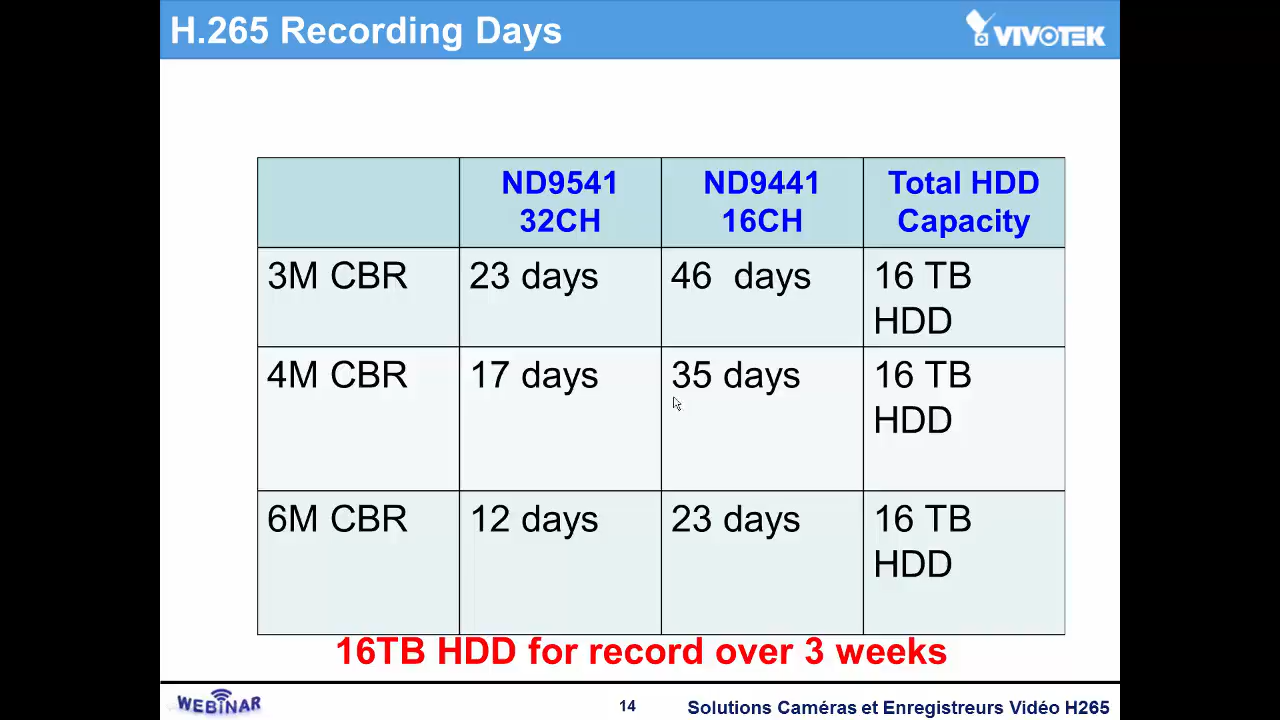 H.265 Recording Days
VIVOTEK
ND9541 ND9441 Total HDD
32CH 16CH Capacity
3M CBR 23 days 46 days 16 TB
HDD
4M CBR 17 days 35 days 16 TB
HDD
6M CBR 12 days 23 days 16 TB
HDD
16TB HDD for record over 3 weeks
WEBINAR 14 Solutions Caméras et Enregistreurs Vidéo H265